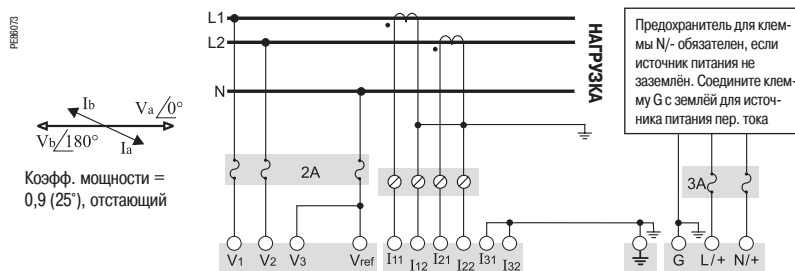 PE86073
L1
L2
N
НАГРУЗКА
Предохранитель для клем-
мы N/- обязателен, если
источник питания не
заземлён. Соедините клем-
му G с землёй для источ-
ника питания пер. тока
Ib
Va/0°
Vb/180°
Ia
Коэфф. мощности =
0,9 (25˚), отстающий
2A
3A
V1 V2 V3 Vref I11 I12 I21 I22 I31 I32 G L/+ N/+